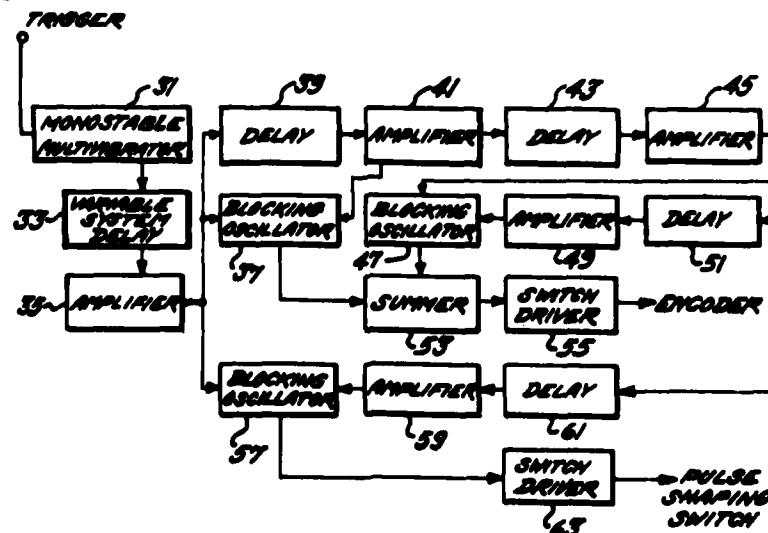 TRIGGER
31
MONOSTABLE
MULTIVIBRATOR
39
DELAY
41
AMPLIFIER
43
DELAY
45
AMPLIFIER
33
VARIABLE
SYSTEM
DELAY
BLOCKING
OSCILLATOR
37
BLOCKING
OSCILLATOR
47
AMPLIFIER
49
DELAY
51
35
AMPLIFIER
SUMMER
53
SWITCH
DRIVER
55
ENCODER
BLOCKING
OSCILLATOR
57
AMPLIFIER
59
DELAY
61
SWITCH
DRIVER
63
PULSE
SHAPING
SWITCH